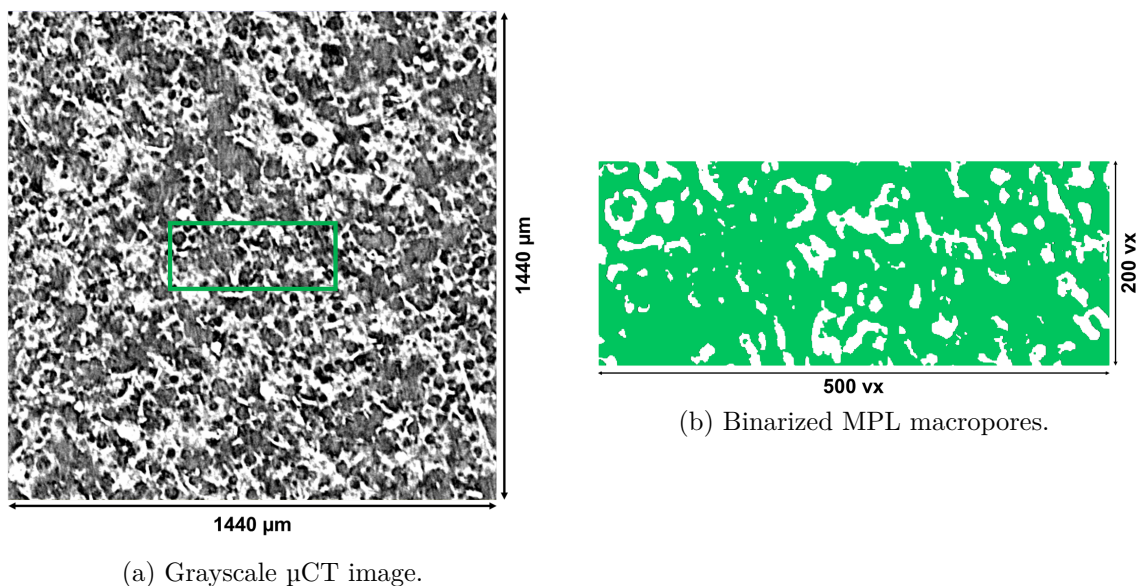 1440 µm
1440 µm
(a) Grayscale µCT image.
200 vx
500 vx
(b) Binarized MPL macropores.